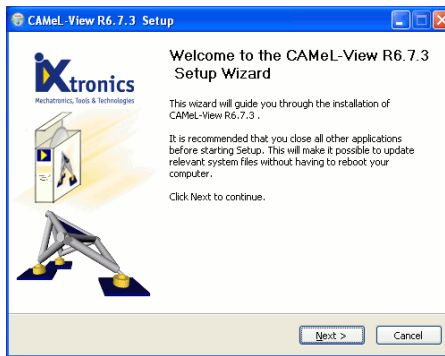 CAMeL-View R6.7.3 Setup
iXtronics
Mechatronics, Tools & Technologies
Welcome to the CAMeL-View R6.7.3
Setup Wizard
This wizard will guide you through the installation of
CAMeL-View R6.7.3 .
It is recommended that you close all other applications
before starting Setup. This will make it possible to update
relevant system files without having to reboot your
computer.
Click Next to continue.
Next >
Cancel